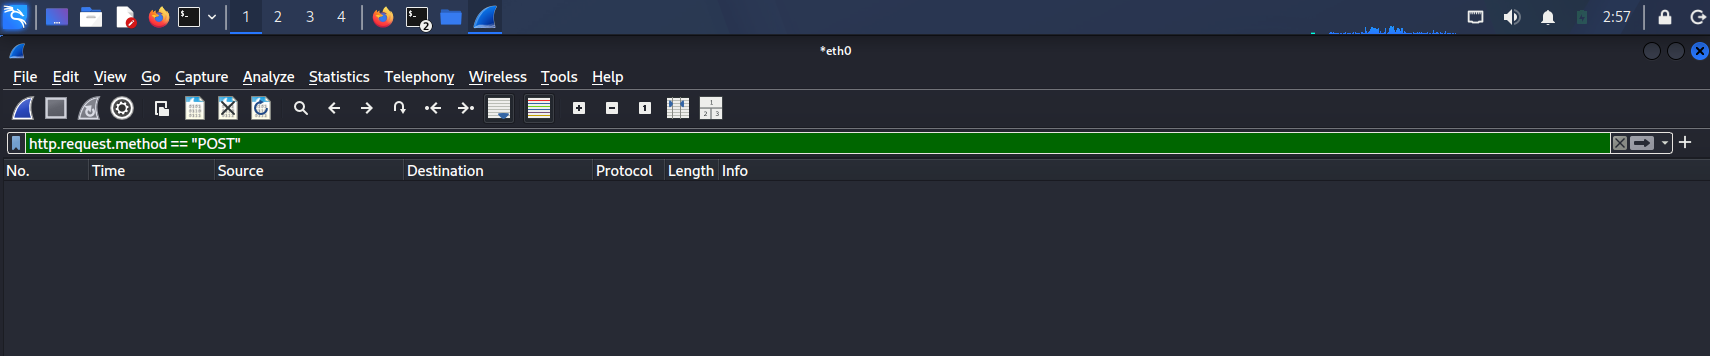 1 2 3 4 2 2:57
*eth0
File Edit View Go Capture Analyze Statistics Telephony Wireless Tools Help
http.request.method == "POST"
No. Time Source Destination Protocol Length Info